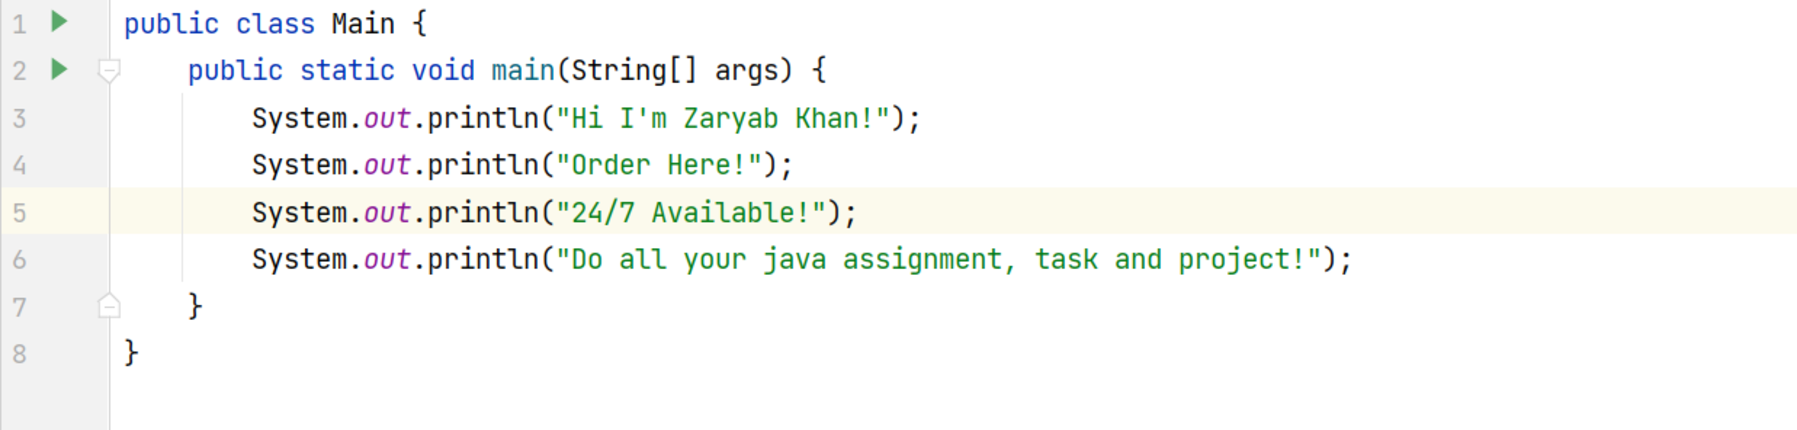 1 public class Main {
2     public static void main(String[] args) {
3         System.out.println("Hi I'm Zaryab Khan!");
4         System.out.println("Order Here!");
5         System.out.println("24/7 Available!");
6         System.out.println("Do all your java assignment, task and project!");
7     }
8 }